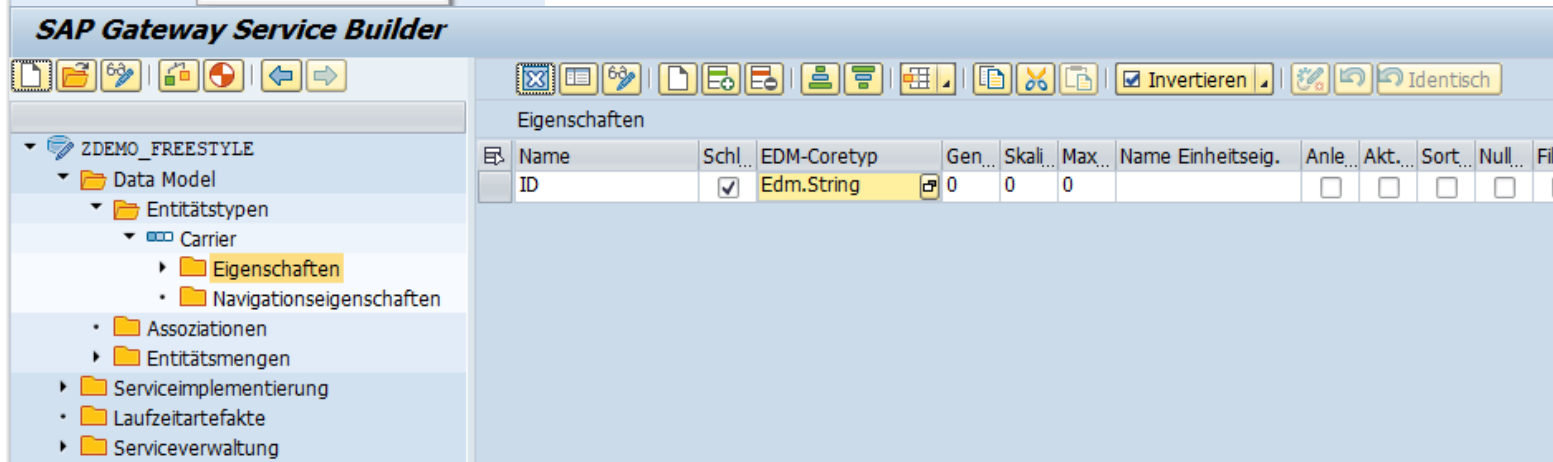 SAP Gateway Service Builder
Invertieren
Identisch
Eigenschaften
Name Schl... EDM-Coretyp Gen... Skali... Max... Name Einheitseig. Anle... Akt.... Sort... Null... Fil
ID Edm.String 0 0 0
ZDEMO_FREESTYLE
Data Model
Entitätstypen
Carrier
Eigenschaften
Navigationseigenschaften
Assoziationen
Entitätsmengen
Serviceimplementierung
Laufzeitartefakte
Serviceverwaltung